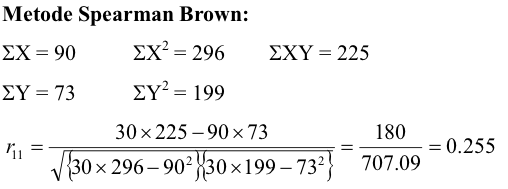 Metode Spearman Brown:
ΣX = 90 ΣX² = 296 ΣXY = 225
ΣY = 73 ΣY² = 199
r₁₁ = (30 × 225 − 90 × 73) / √({30 × 296 − 90²}{30 × 199 − 73²}) = 180 / 707.09 = 0.255